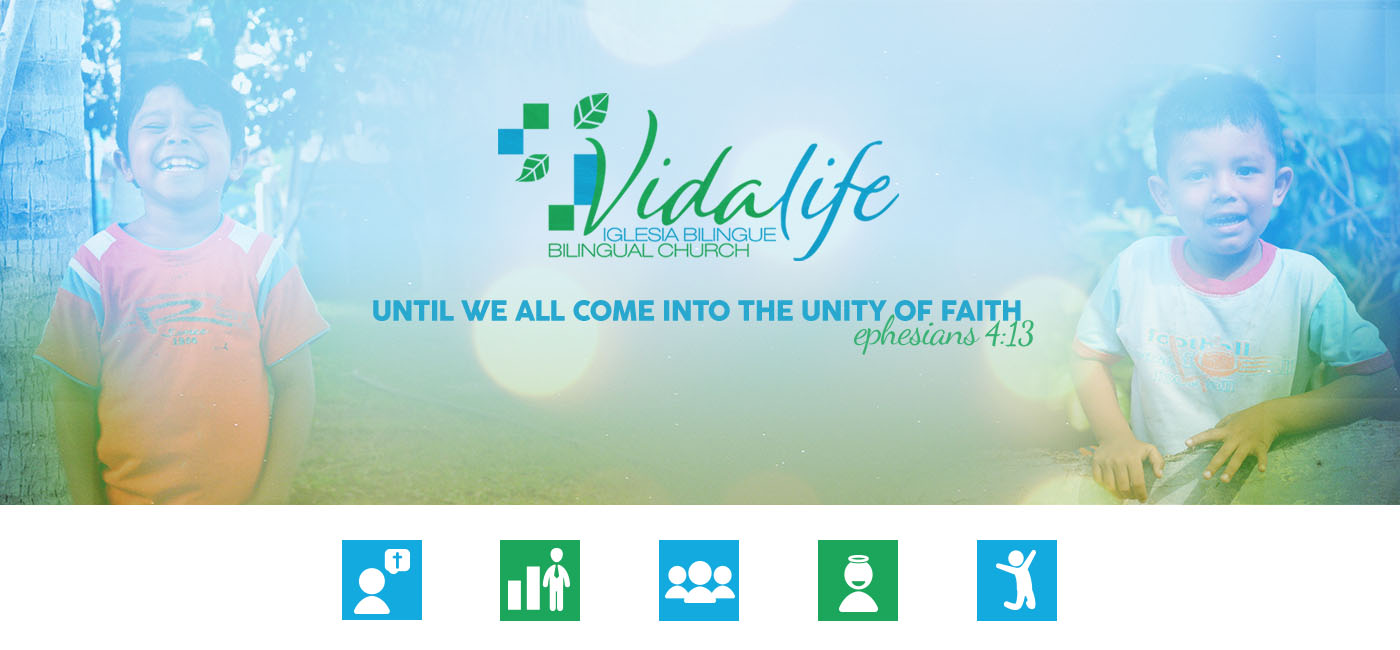 Vidalife
IGLESIA BILINGUE
BILINGUAL CHURCH
UNTIL WE ALL COME INTO THE UNITY OF FAITH
ephesians 4:13